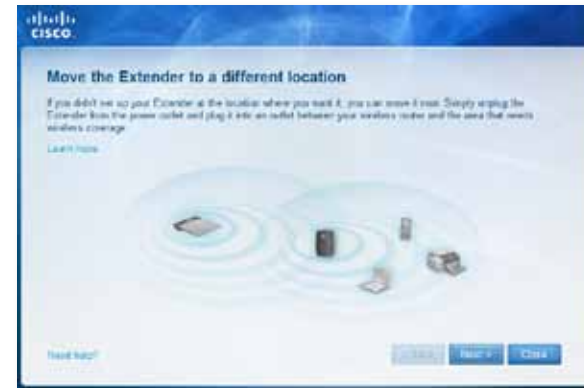 CISCO
Move the Extender to a different location
If you didn't set up your Extender at the location where you want it, you can move it now. Simply unplug the
Extender from the power outlet and plug it into an outlet between your wireless router and the area that needs
wireless coverage.
Learn more
Need help?
Next >
Close